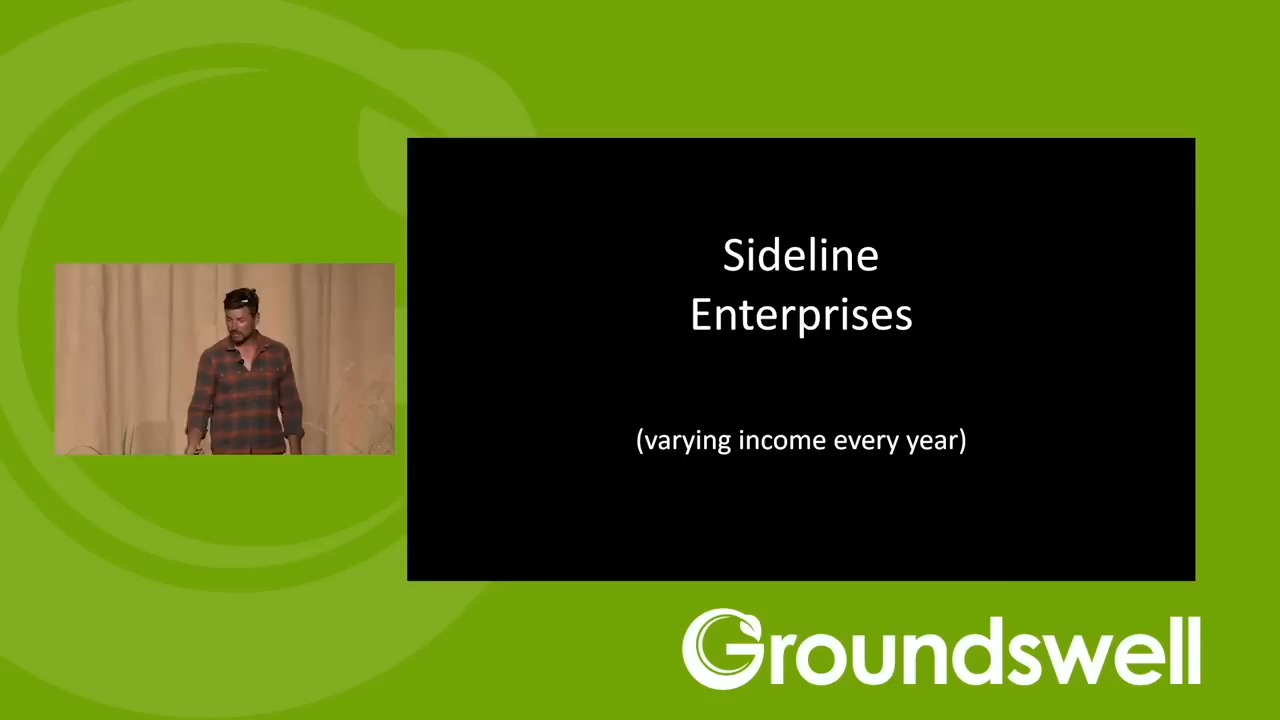 Sideline
Enterprises
(varying income every year)
Groundswell